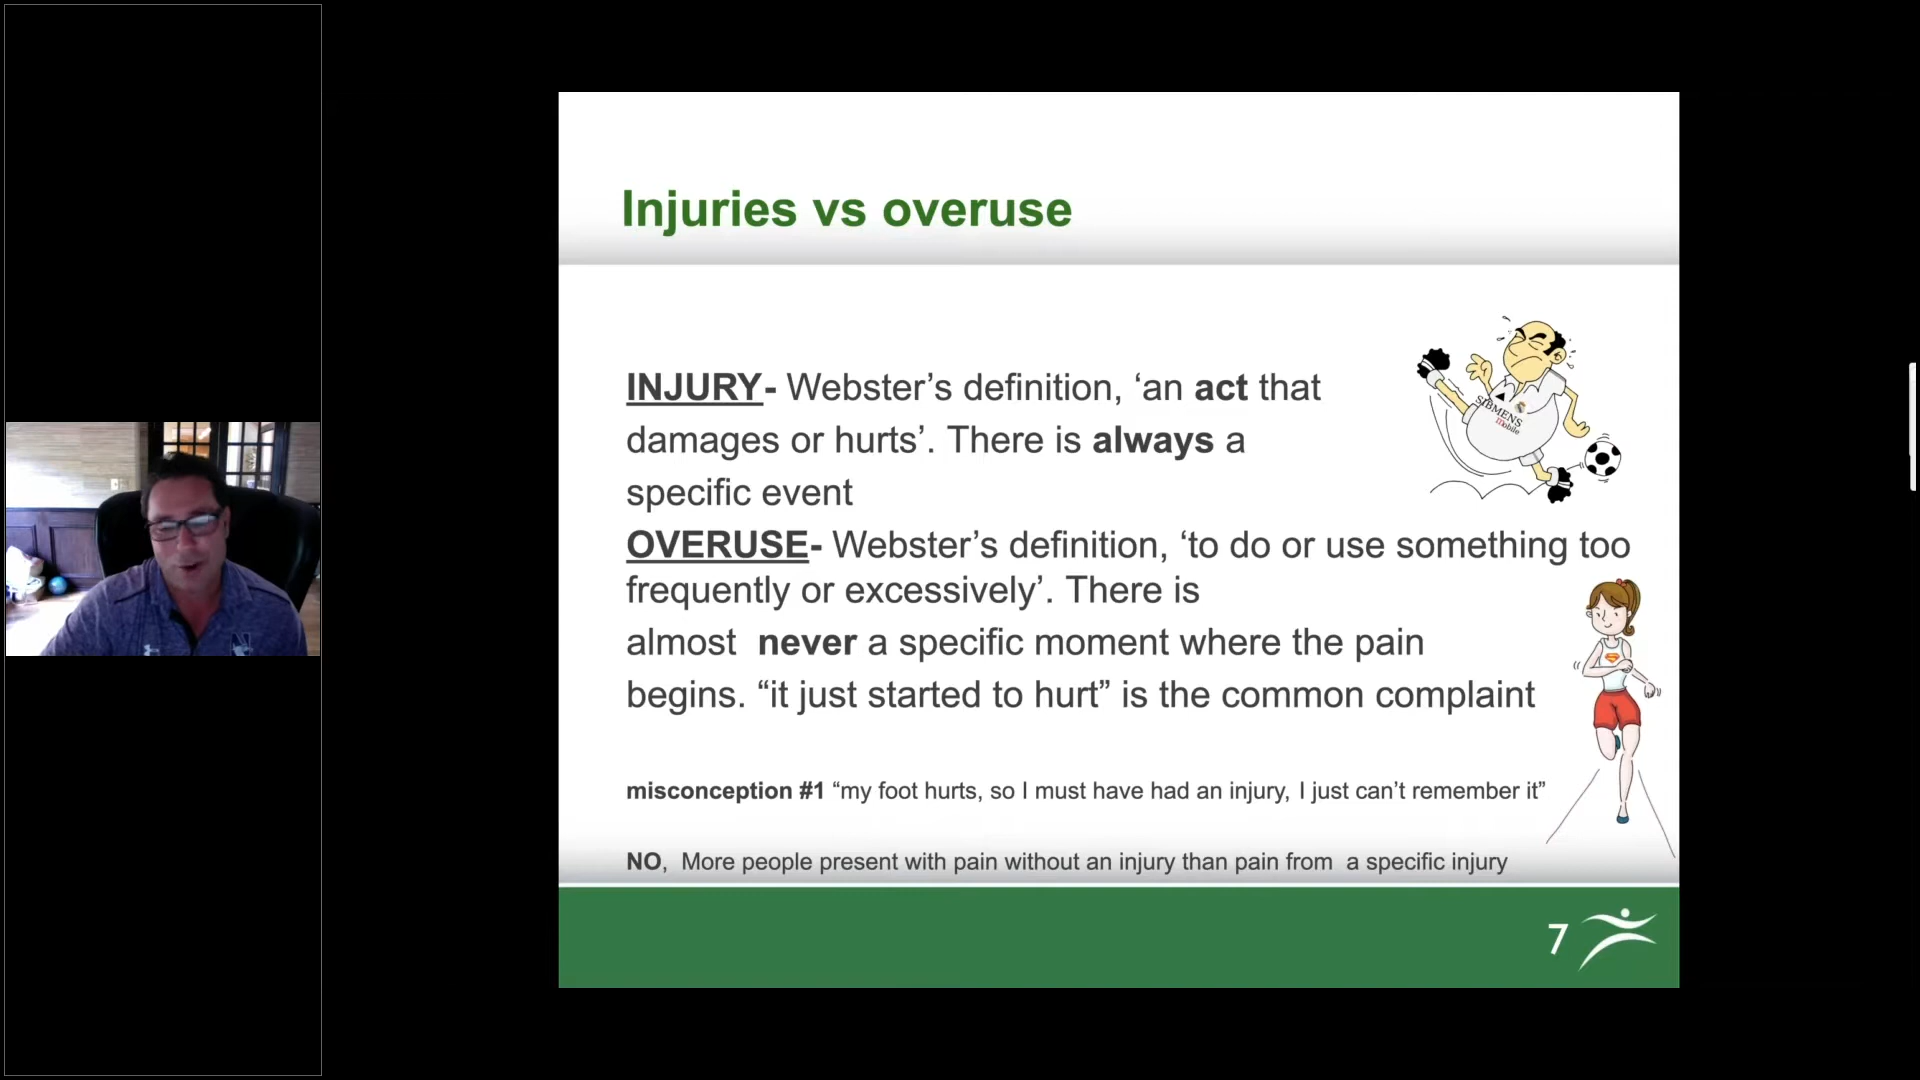 Injuries vs overuse
INJURY- Webster’s definition, ‘an act that
damages or hurts’. There is always a
specific event
SIBMENS
mobile
OVERUSE- Webster’s definition, ‘to do or use something too
frequently or excessively’. There is
almost never a specific moment where the pain
begins. “it just started to hurt” is the common complaint
misconception #1 “my foot hurts, so I must have had an injury, I just can’t remember it”
NO, More people present with pain without an injury than pain from a specific injury
7
N